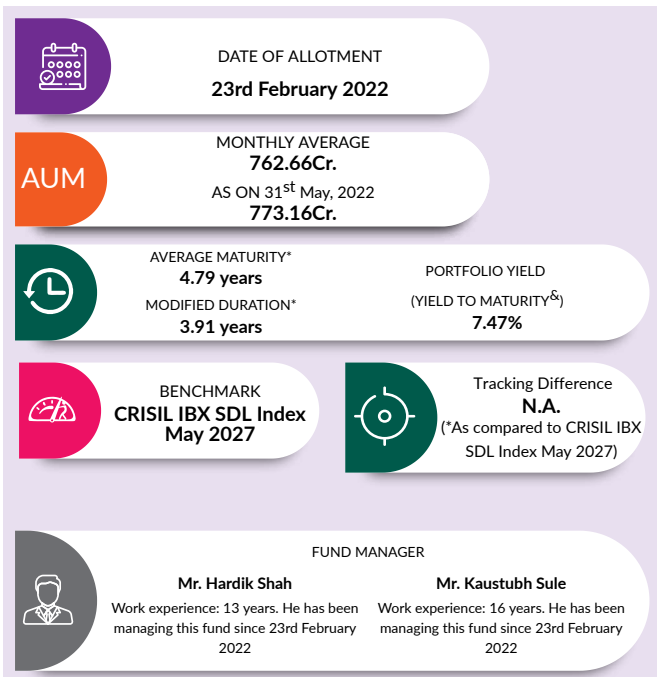 DATE OF ALLOTMENT
23rd February 2022
AUM
MONTHLY AVERAGE
762.66Cr.
AS ON 31st May, 2022
773.16Cr.
AVERAGE MATURITY*
4.79 years
MODIFIED DURATION*
3.91 years
PORTFOLIO YIELD
(YIELD TO MATURITY&)
7.47%
BENCHMARK
CRISIL IBX SDL Index
May 2027
Tracking Difference
N.A.
(*As compared to CRISIL IBX
SDL Index May 2027)
FUND MANAGER
Mr. Hardik Shah
Work experience: 13 years. He has been
managing this fund since 23rd February
2022
Mr. Kaustubh Sule
Work experience: 16 years. He has been
managing this fund since 23rd February
2022